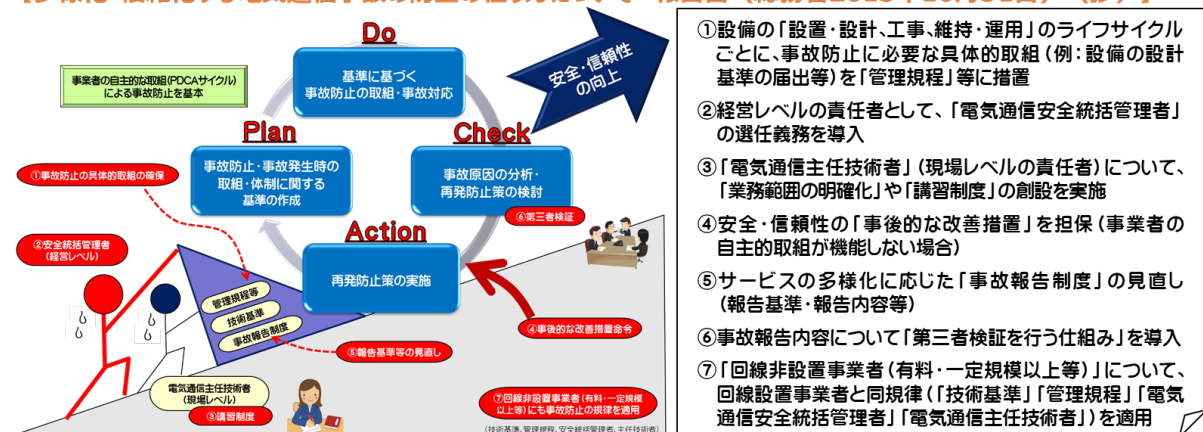 Do
事業者の自主的な取組(PDCAサイクル)
による事故防止を基本
基準に基づく
事故防止の取組・事故対応
安全・信頼性
の向上
Plan
Check
事故防止・事故発生時の
取組・体制に関する
基準の作成
事故原因の分析・
再発防止策の検討
①事故防止の具体的取組の確保
⑥第三者検証
Action
②安全統括管理者
(経営レベル)
再発防止策の実施
管理規程等
技術基準
事故報告制度
④事後的な改善措置命令
⑤報告基準等の見直し
電気通信主任技術者
(現場レベル)
③講習制度
⑦回線非設置事業者(有料・一定規模
以上等)にも事故防止の規律を適用
(技術基準、管理規程、安全統括管理者、主任技術者)
①設備の「設置・設計、工事、維持・運用」のライフサイクル
ごとに、事故防止に必要な具体的取組(例:設備の設計
基準の届出等)を「管理規程」等に措置
②経営レベルの責任者として、「電気通信安全統括管理者」
の選任義務を導入
③「電気通信主任技術者」(現場レベルの責任者)について、
「業務範囲の明確化」や「講習制度」の創設を実施
④安全・信頼性の「事後的な改善措置」を担保(事業者の
自主的取組が機能しない場合)
⑤サービスの多様化に応じた「事故報告制度」の見直し
(報告基準・報告内容等)
⑥事故報告内容について「第三者検証を行う仕組み」を導入
⑦「回線非設置事業者(有料・一定規模以上等)」について、
回線設置事業者と同規律(「技術基準」「管理規程」「電気
通信安全統括管理者」「電気通信主任技術者」)を適用